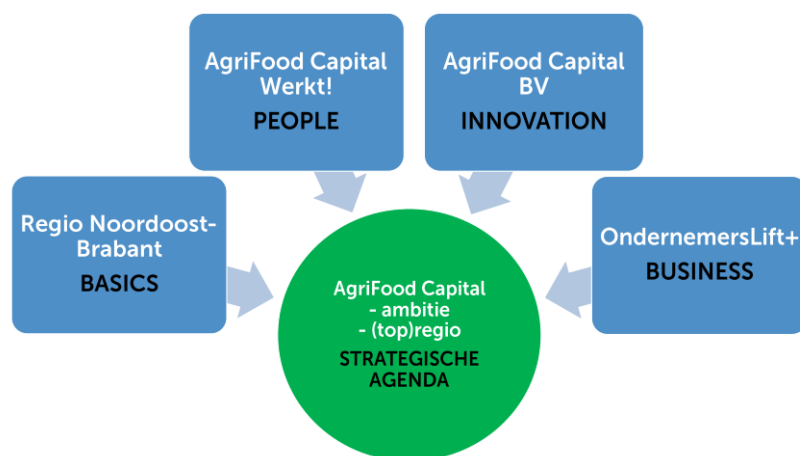 AgriFood Capital
Werkt!
PEOPLE
AgriFood Capital
BV
INNOVATION
Regio Noordoost-
Brabant
BASICS
OndernemersLift+
BUSINESS
AgriFood Capital
- ambitie
- (top)regio
STRATEGISCHE
AGENDA